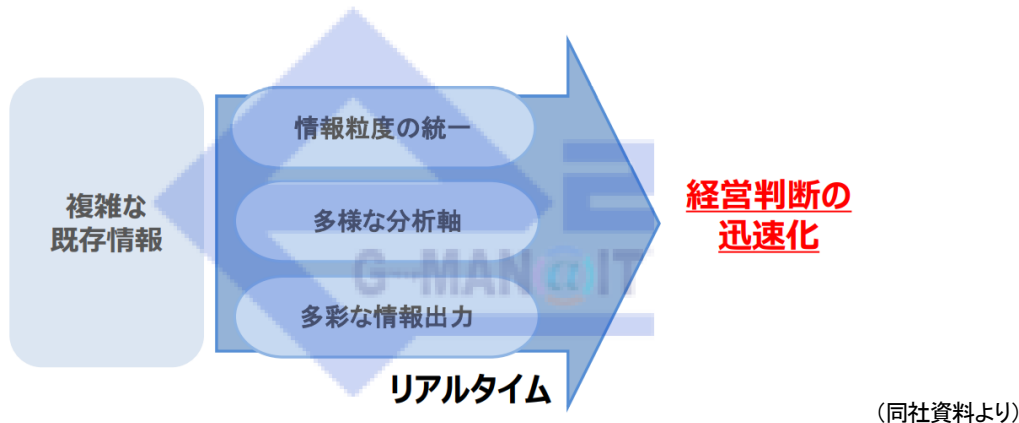 複雑な
既存情報
情報粒度の統一
多様な分析軸
多彩な情報出力
G-MAN@IT
リアルタイム
経営判断の
迅速化
(同社資料より)